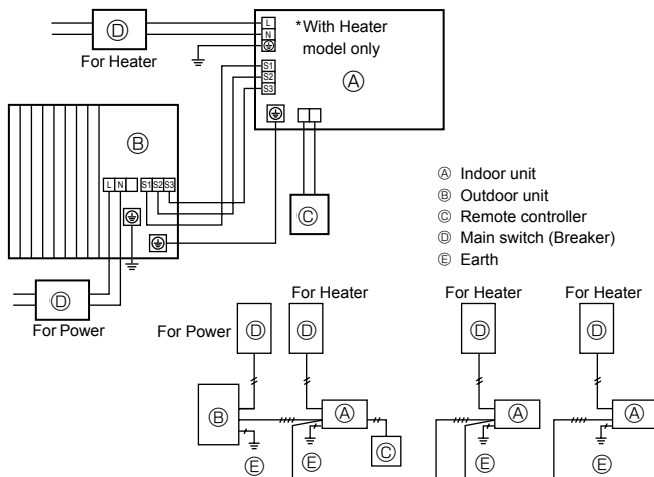 Ⓓ
For Heater
L
N
*With Heater
model only
Ⓐ
S1
S2
S3
Ⓑ
L N S1 S2 S3
Ⓒ
Ⓓ
For Power
Ⓐ Indoor unit
Ⓑ Outdoor unit
Ⓒ Remote controller
Ⓓ Main switch (Breaker)
Ⓔ Earth
For Heater
For Heater
For Heater
For Power
Ⓓ
Ⓓ
Ⓓ
Ⓓ
Ⓑ
Ⓐ
Ⓐ
Ⓐ
Ⓔ
Ⓔ
Ⓒ
Ⓔ
Ⓔ